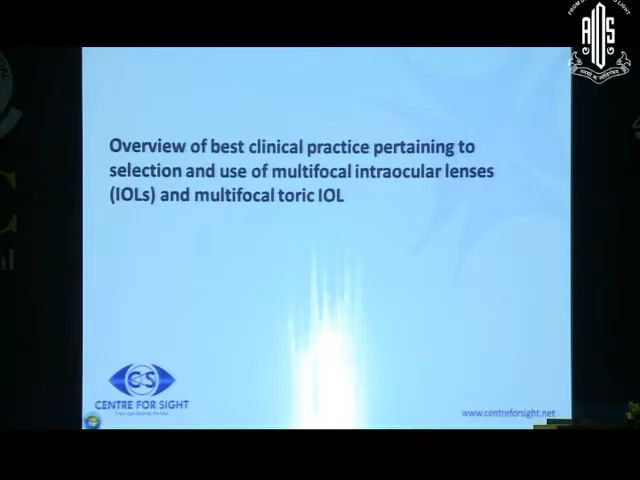 AIOS
Overview of best clinical practice pertaining to
selection and use of multifocal intraocular lenses
(IOLs) and multifocal toric IOL
CS
CENTRE FOR SIGHT
www.centreforsight.net